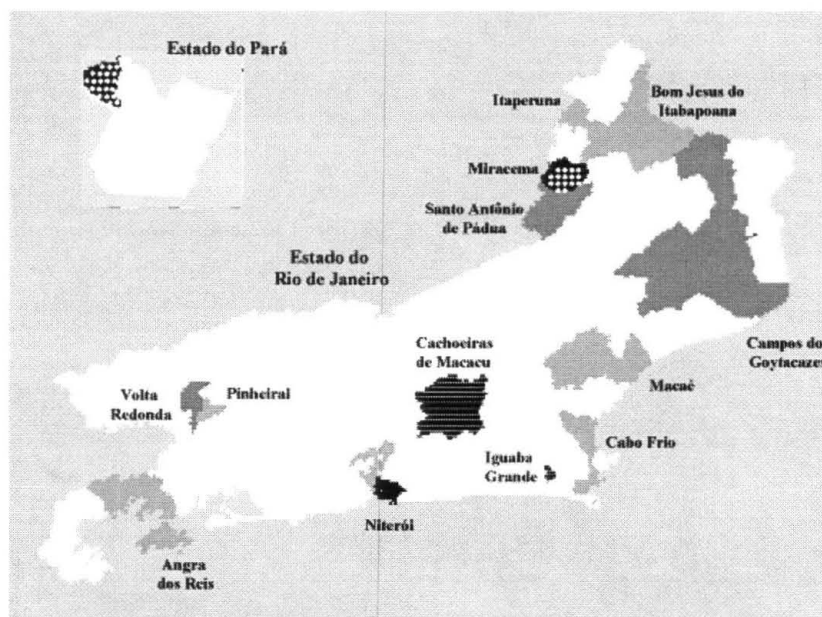 Estado do Pará
Itaperuna
Bom Jesus do
Itabapoana
Miracema
Santo Antônio
de Pádua
Estado do
Rio de Janeiro
Cachoeiras
de Macacu
Campos do
Goytacazes
Volta
Redonda
Pinheiral
Macaé
Iguaba
Grande
Cabo Frio
Niterói
Angra
dos Reis